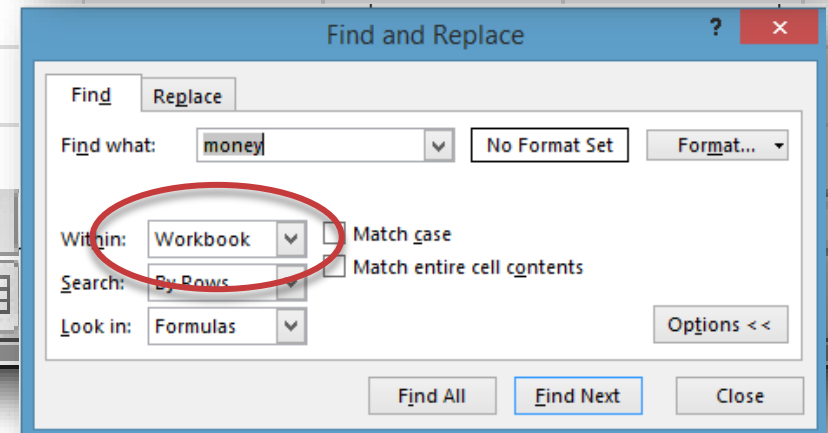 Find and Replace ?
Find Replace
Find what: money No Format Set Format...
Within: Workbook Match case
Search: By Rows Match entire cell contents
Look in: Formulas Options <<
Find All Find Next Close